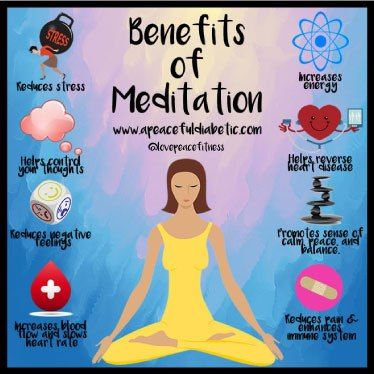 Benefits
of
Meditation
www.apeacefuldiabetic.com
@lovepeacefitness
STRESS
Reduces stress
Increases
energy
Helps control
your thoughts
Helps reverse
heart disease
Reduces negative
feelings
Promotes sense of
calm, peace, and
balance.
Increases blood
flow and slows
heart rate
Reduces pain &
enhances
immune system